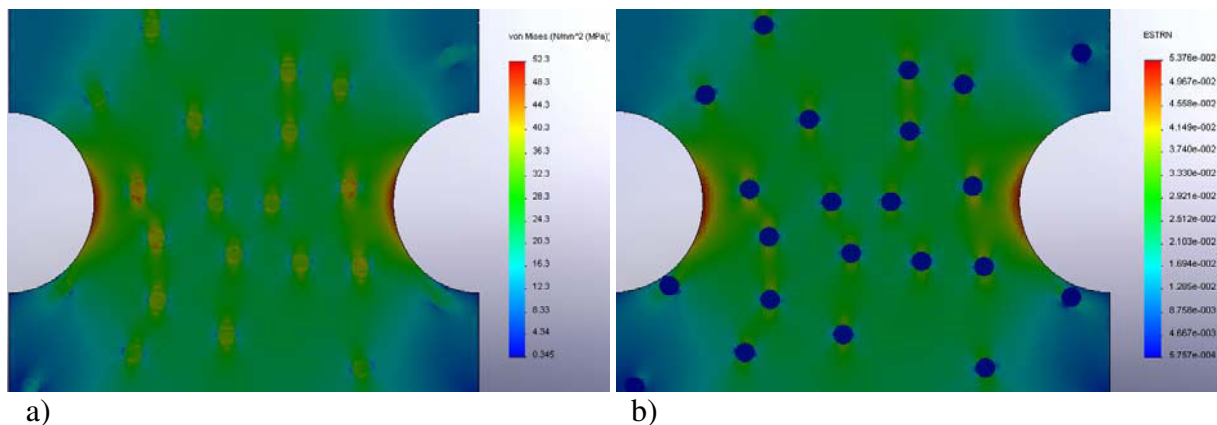 von Mises (N/mm^2 (MPa))
52.3
48.3
44.3
40.3
36.3
32.3
28.3
24.3
20.3
16.3
12.3
8.33
4.34
0.345
ESTRN
5.376e-002
4.967e-002
4.558e-002
4.149e-002
3.740e-002
3.330e-002
2.921e-002
2.512e-002
2.103e-002
1.694e-002
1.285e-002
8.758e-003
4.667e-003
5.757e-004
a)
b)